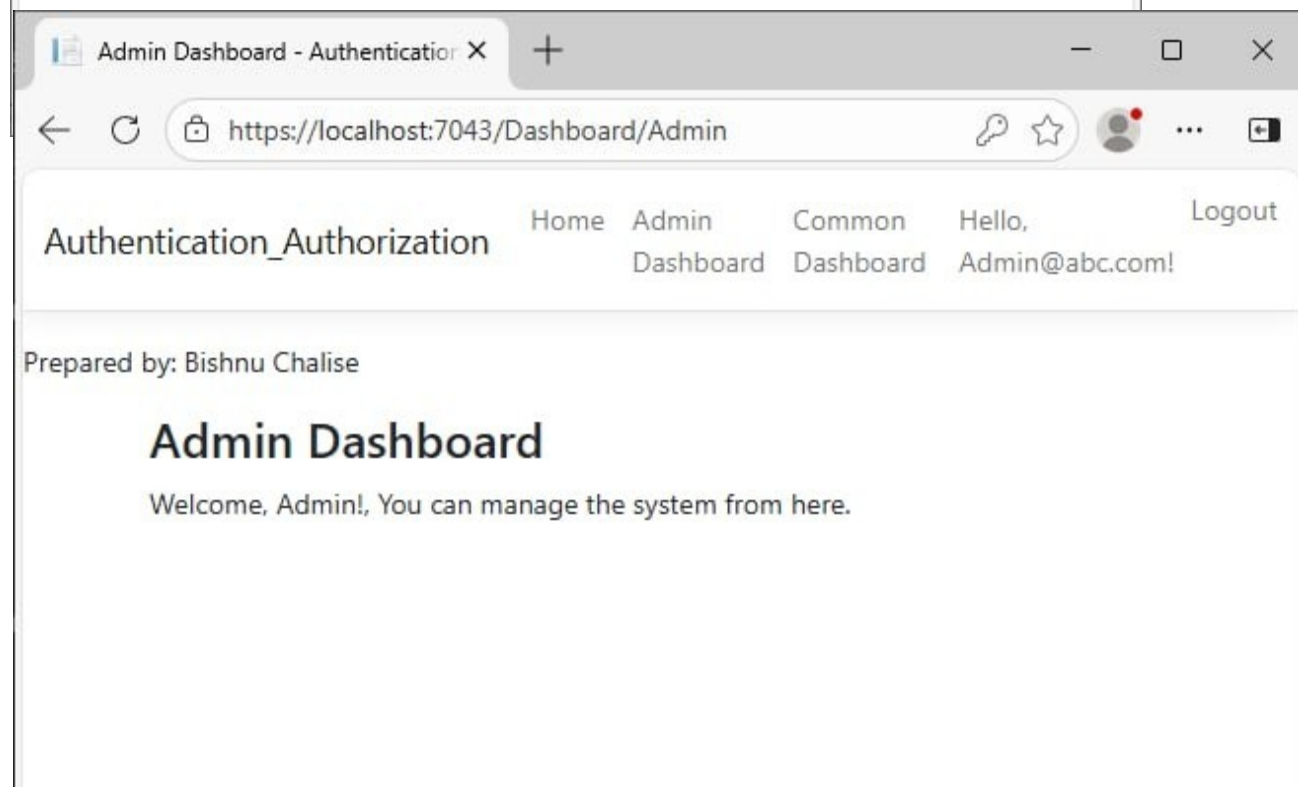 Admin Dashboard - Authentication
https://localhost:7043/Dashboard/Admin
Authentication_Authorization
Home
Admin
Dashboard
Common
Dashboard
Hello,
Admin@abc.com!
Logout
Prepared by: Bishnu Chalise
Admin Dashboard
Welcome, Admin!, You can manage the system from here.